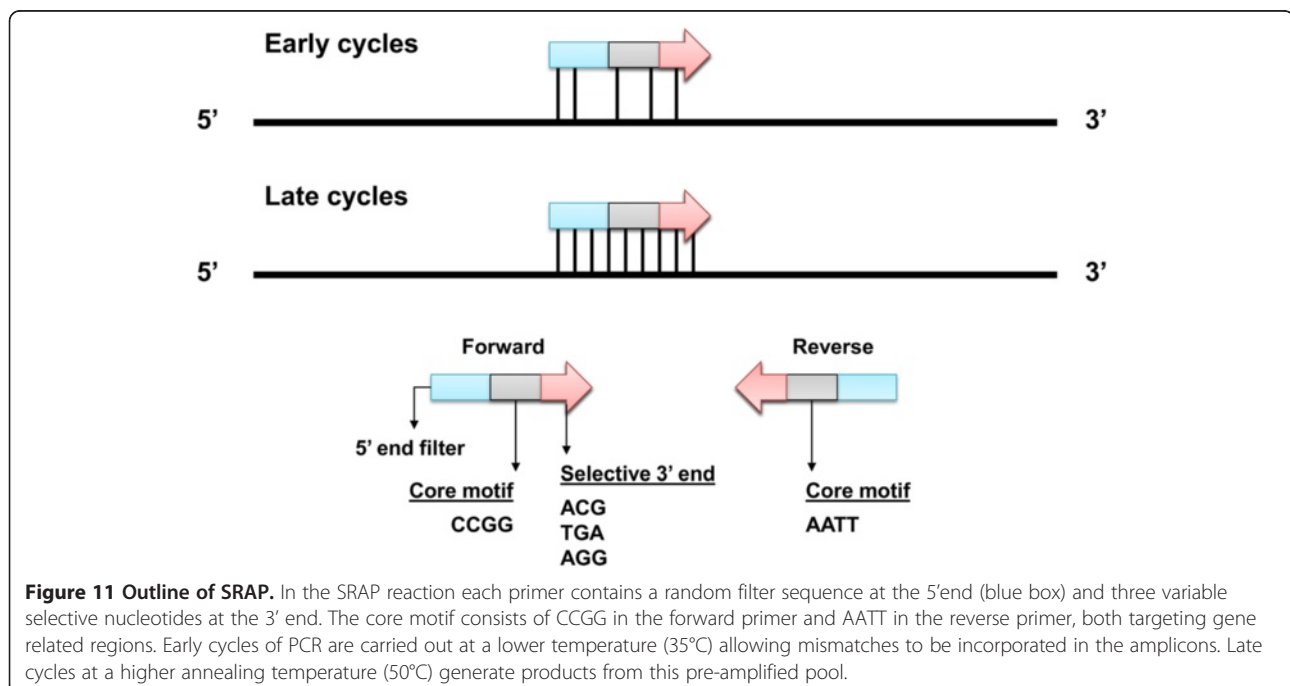 Early cycles
5’ 3’
Late cycles
5’ 3’
Forward Reverse
5’ end filter
Selective 3’ end
Core motif Core motif
ACG
CCGG AATT
TGA
AGG
Figure 11 Outline of SRAP. In the SRAP reaction each primer contains a random filter sequence at the 5’end (blue box) and three variable
selective nucleotides at the 3’ end. The core motif consists of CCGG in the forward primer and AATT in the reverse primer, both targeting gene
related regions. Early cycles of PCR are carried out at a lower temperature (35°C) allowing mismatches to be incorporated in the amplicons. Late
cycles at a higher annealing temperature (50°C) generate products from this pre-amplified pool.